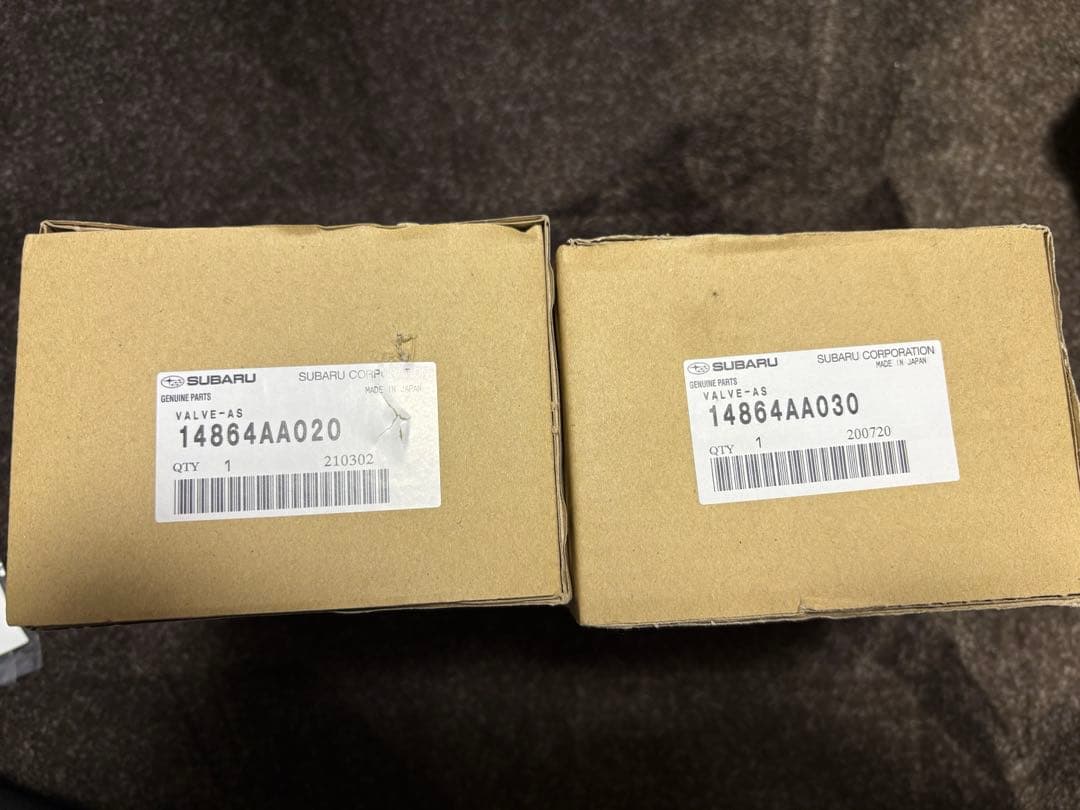 SUBARU SUBARU
GENUINE PARTS MADE IN JAPAN
VALVE-AS
14864AA020
QTY 1 210302
SUBARU SUBARU CORPORATION
GENUINE PARTS MADE IN JAPAN
VALVE-AS
14864AA030
QTY 1 200720